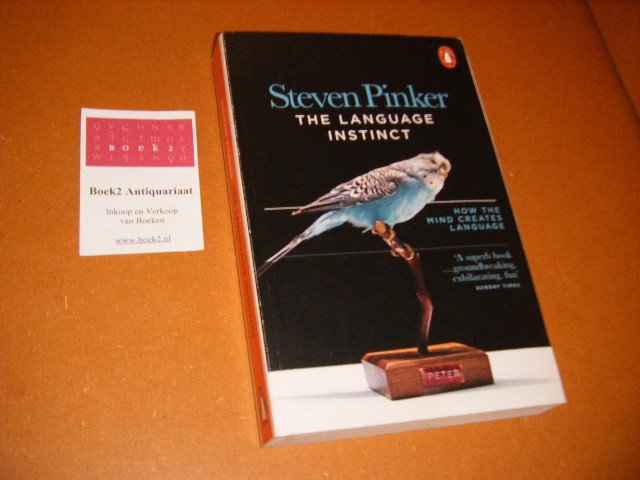 BOEK2
Boek2 Antiquariaat
Inkoop en Verkoop
van Boeken
www.boek2.nl
Steven Pinker
THE LANGUAGE
INSTINCT
HOW THE
MIND CREATES
LANGUAGE
'A superb book
...groundbreaking,
exhilarating, fun'
SUNDAY TIMES
PETER